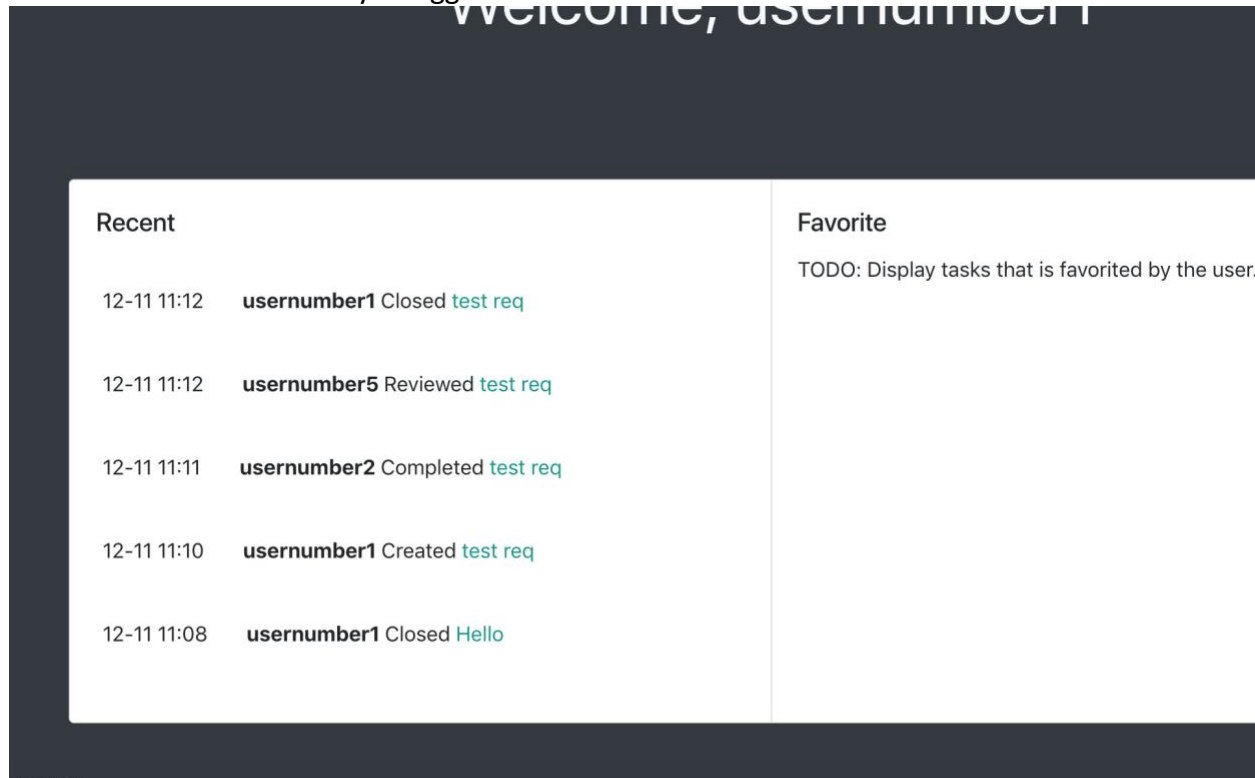 Welcome, usernumber1
Recent
12-11 11:12 usernumber1 Closed test req
12-11 11:12 usernumber5 Reviewed test req
12-11 11:11 usernumber2 Completed test req
12-11 11:10 usernumber1 Created test req
12-11 11:08 usernumber1 Closed Hello
Favorite
TODO: Display tasks that is favorited by the user.